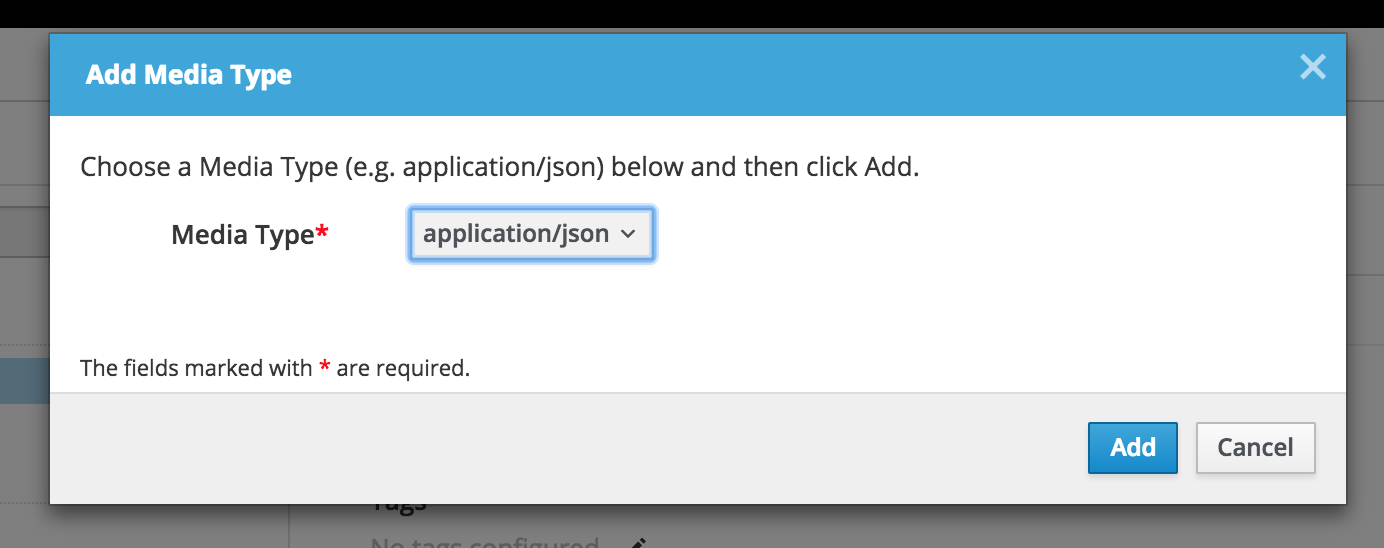 Add Media Type
Choose a Media Type (e.g. application/json) below and then click Add.
Media Type* application/json
The fields marked with * are required.
Add Cancel
Tags
No tags configured